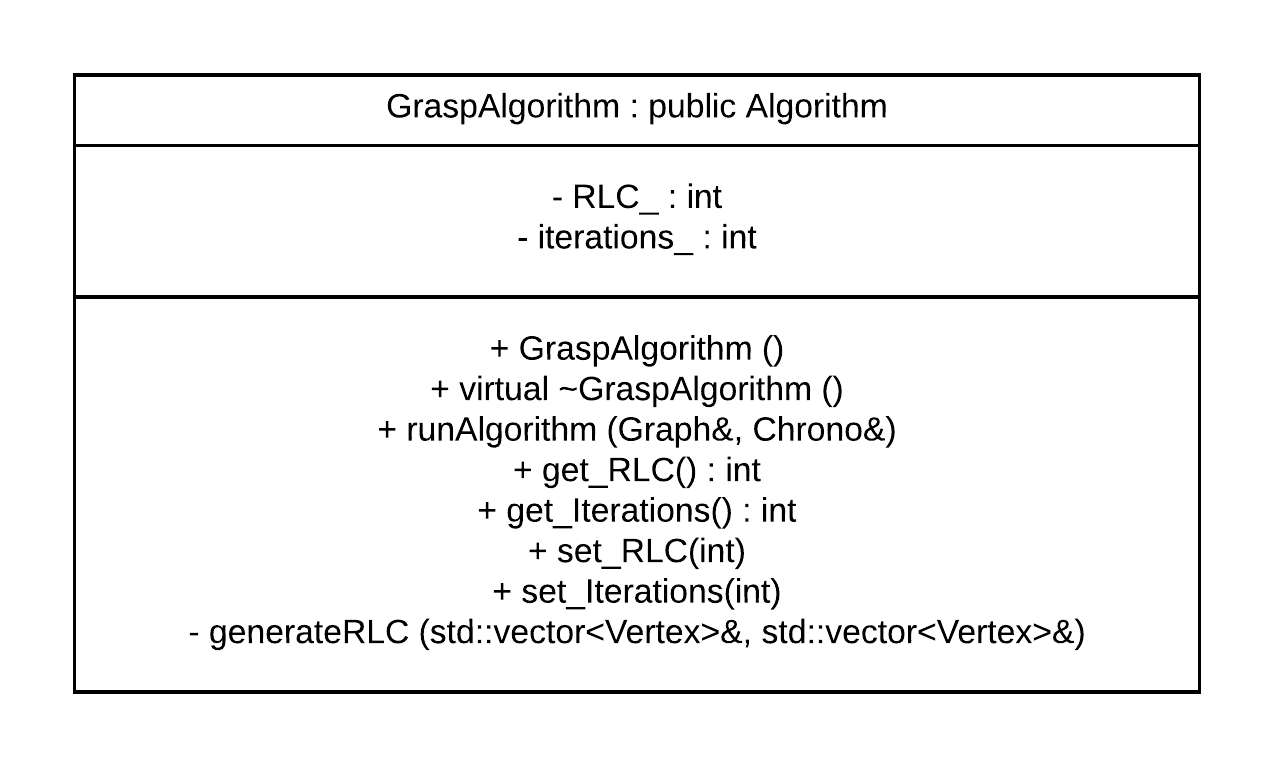 GraspAlgorithm : public Algorithm
- RLC_ : int
- iterations_ : int
+ GraspAlgorithm ()
+ virtual ~GraspAlgorithm ()
+ runAlgorithm (Graph&, Chrono&)
+ get_RLC() : int
+ get_Iterations() : int
+ set_RLC(int)
+ set_Iterations(int)
- generateRLC (std::vector<Vertex>&, std::vector<Vertex>&)